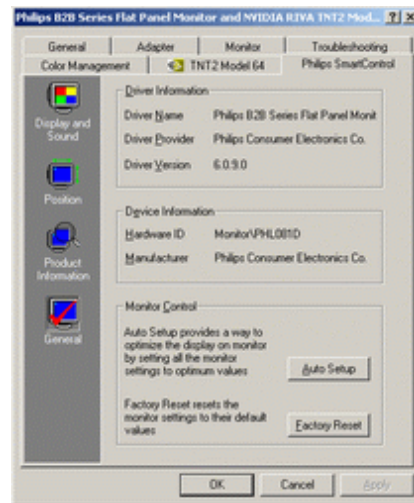 Philips B2B Series Flat Panel Monitor and NVIDIA RIVA TNT2 Mod...
General Adapter Monitor Troubleshooting
Color Management TNT2 Model 64 Philips SmartControl
Display and
Sound
Position
Product
Information
General
Driver Information
Driver Name Philips B2B Series Flat Panel Monit
Driver Provider Philips Consumer Electronics Co.
Driver Version 6.0.9.0
Device Information
Hardware ID Monitor\PHL081D
Manufacturer Philips Consumer Electronics Co.
Monitor Control
Auto Setup provides a way to
optimize the display on monitor
by setting all the monitor
settings to optimum values
Auto Setup
Factory Reset resets the
monitor settings to their default
values
Factory Reset
OK Cancel Apply